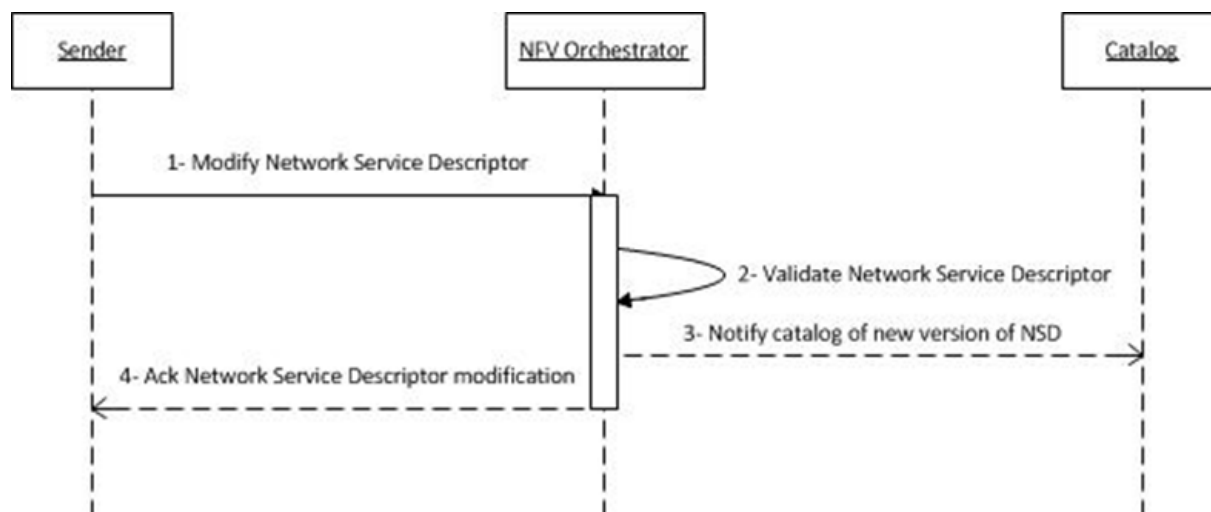 Sender
NFV Orchestrator
Catalog
1- Modify Network Service Descriptor
2- Validate Network Service Descriptor
3- Notify catalog of new version of NSD
4- Ack Network Service Descriptor modification